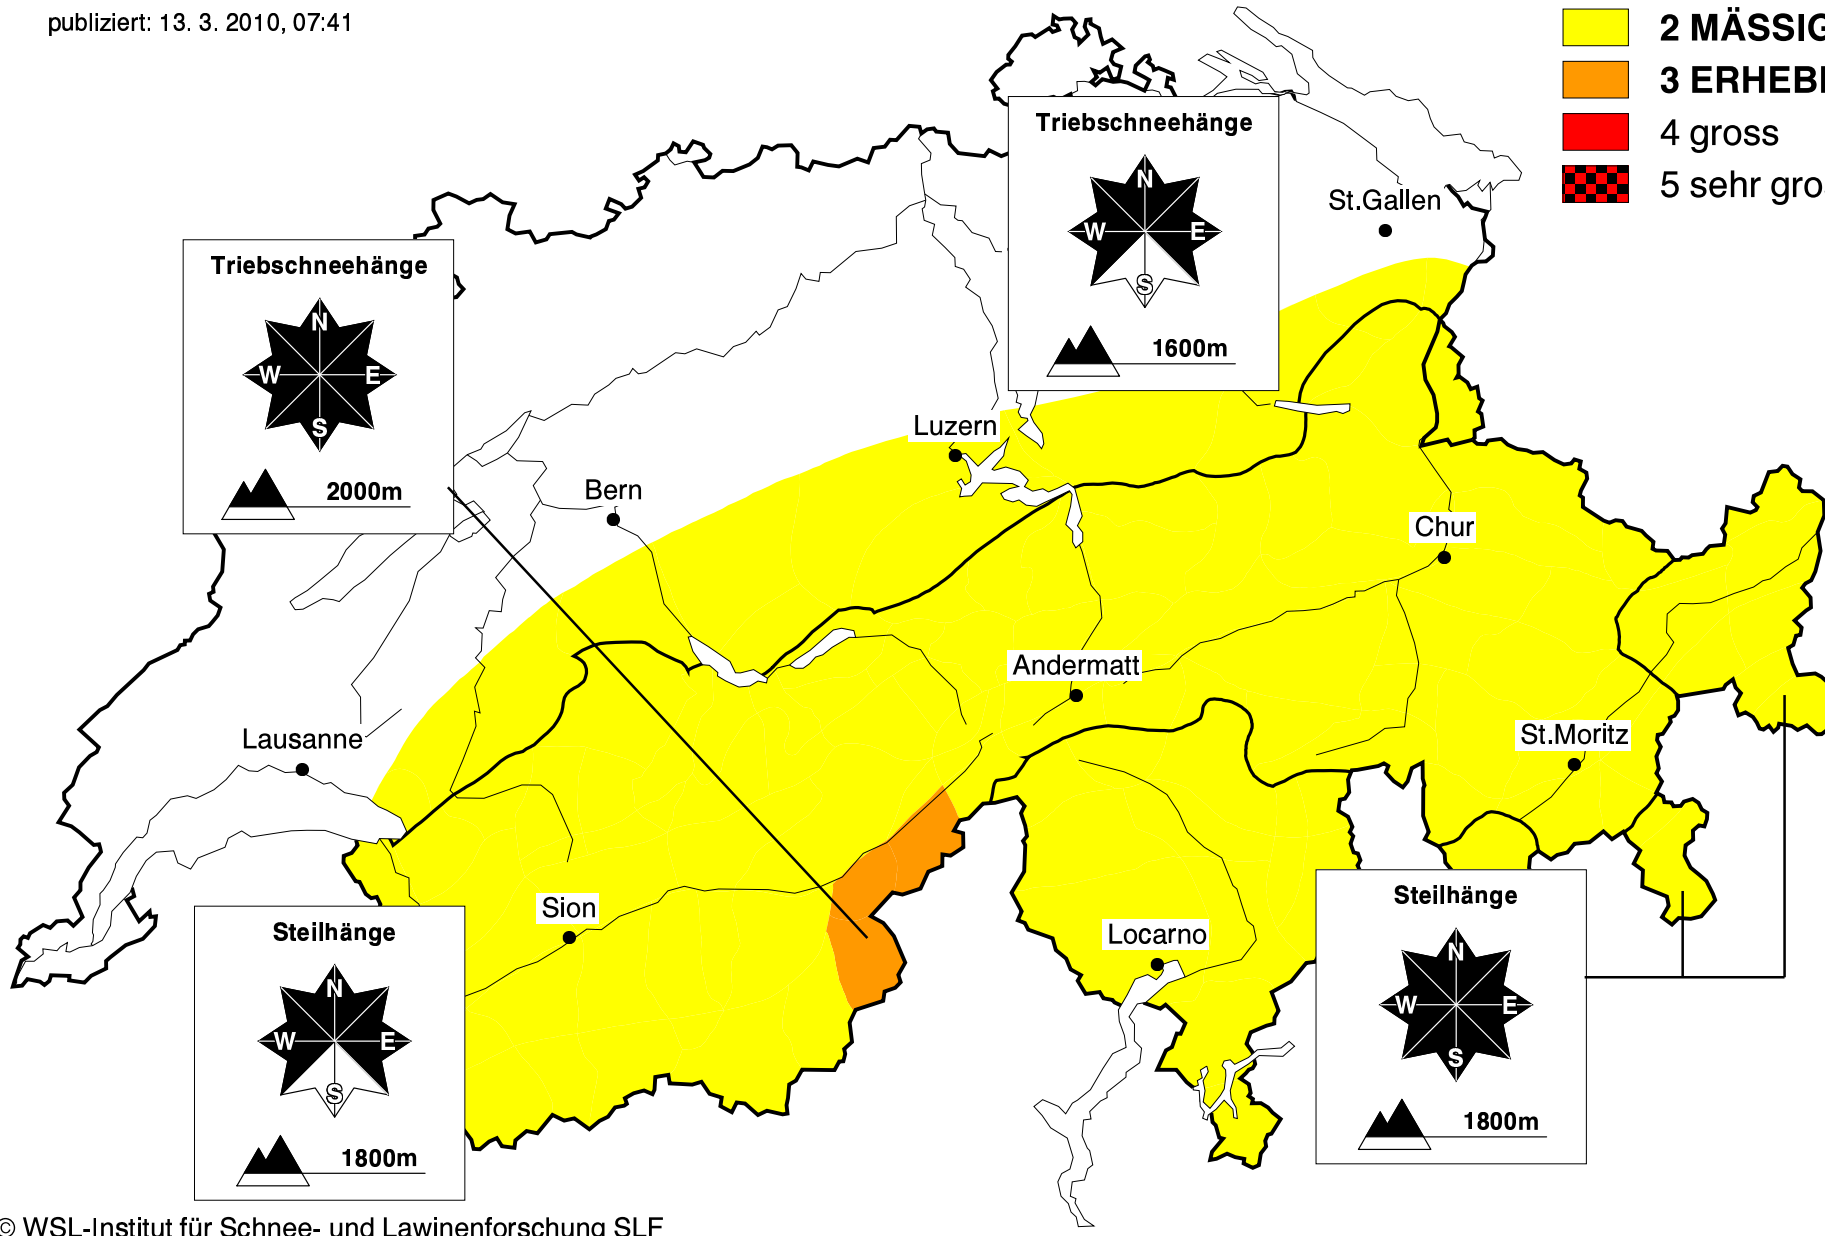 publiziert: 13. 3. 2010, 07:41
2 MÄSSIG
3 ERHEB
4 gross
5 sehr gro
Triebschneehänge
N
W E
S
1600m
St.Gallen
Triebschneehänge
N
W E
S
2000m
Luzern
Bern
Chur
Andermatt
St.Moritz
Lausanne
Sion
Locarno
Steilhänge
N
W E
S
1800m
Steilhänge
N
W E
S
1800m
© WSL-Institut für Schnee- und Lawinenforschung SLF